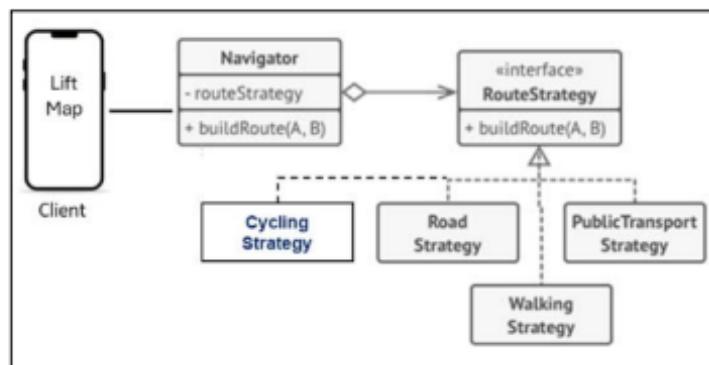 Lift
Map
Client
Navigator
- routeStrategy
+ buildRoute(A, B)
«interface»
RouteStrategy
+ buildRoute(A, B)
Cycling
Strategy
Road
Strategy
PublicTransport
Strategy
Walking
Strategy